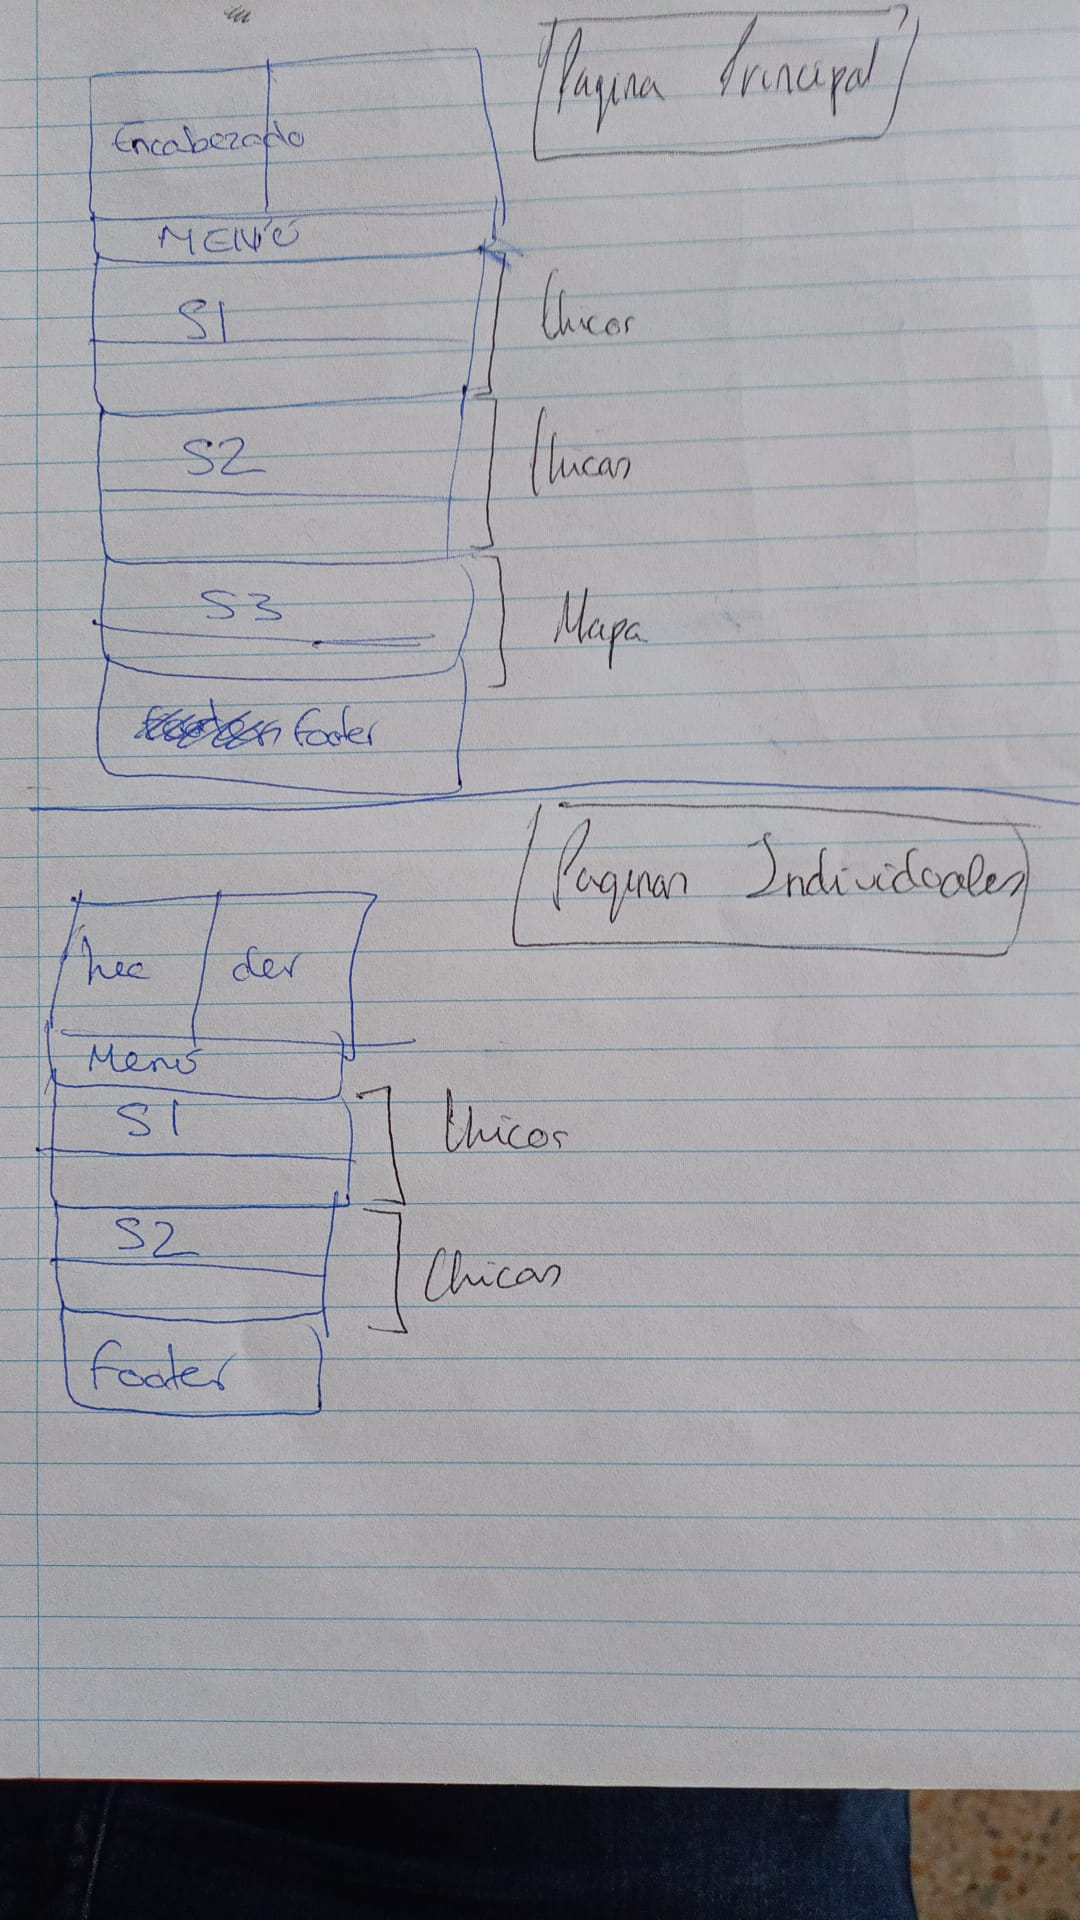 Pagina Principal
Encabezado
MENÚ
S1
Chicos
S2
Chicas
S3
Mapa
footer
Paginas Individuales
hea der
Menú
S1
Chicos
S2
Chicas
footer